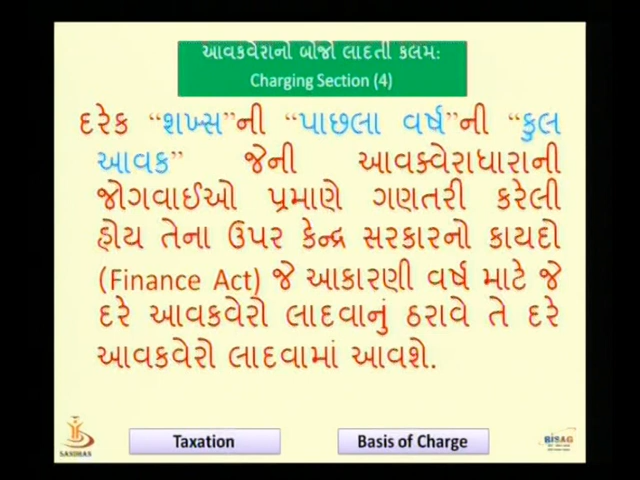 આવકવેરાનો બોજો લાદતી કલમ:
Charging Section (4)
દરેક “શખ્સ”ની “પાછલા વર્ષ”ની “કુલ
આવક” જેની આવક્વેરાધારાની
જોગવાઈઓ પ્રમાણે ગણતરી કરેલી
હોય તેના ઉપર કેન્દ્ર સરકારનો કાયદો
(Finance Act) જે આકારણી વર્ષ માટે જે
દરે આવકવેરો લાદવાનું ઠરાવે તે દરે
આવકવેરો લાદવામાં આવશે.
SANDHAN
Taxation
Basis of Charge
BISAG